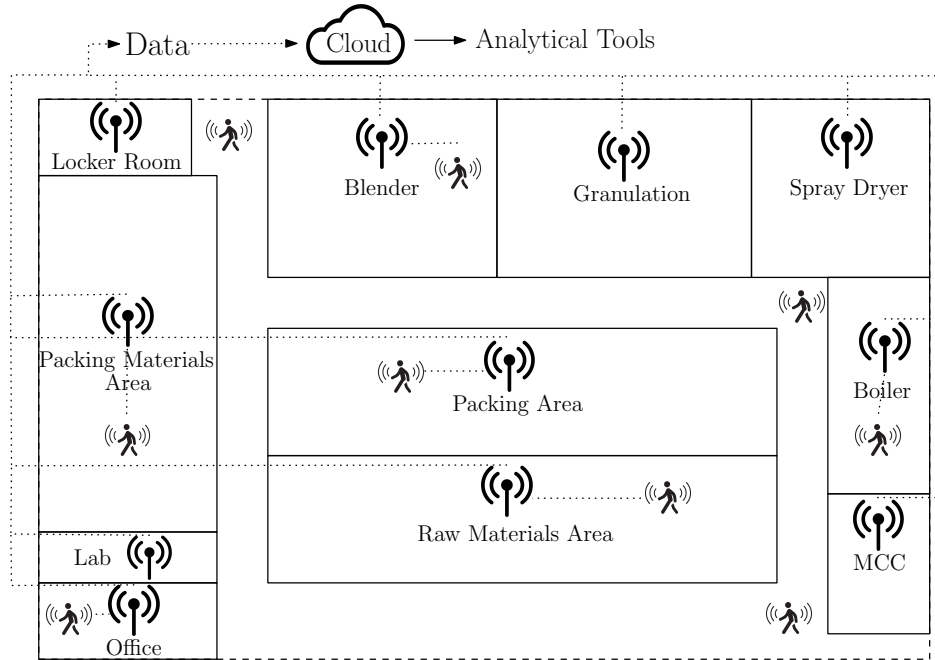 Data
Cloud
Analytical Tools
Locker Room
Blender
Granulation
Spray Dryer
Packing Materials
Area
Packing Area
Boiler
Raw Materials Area
Lab
MCC
Office